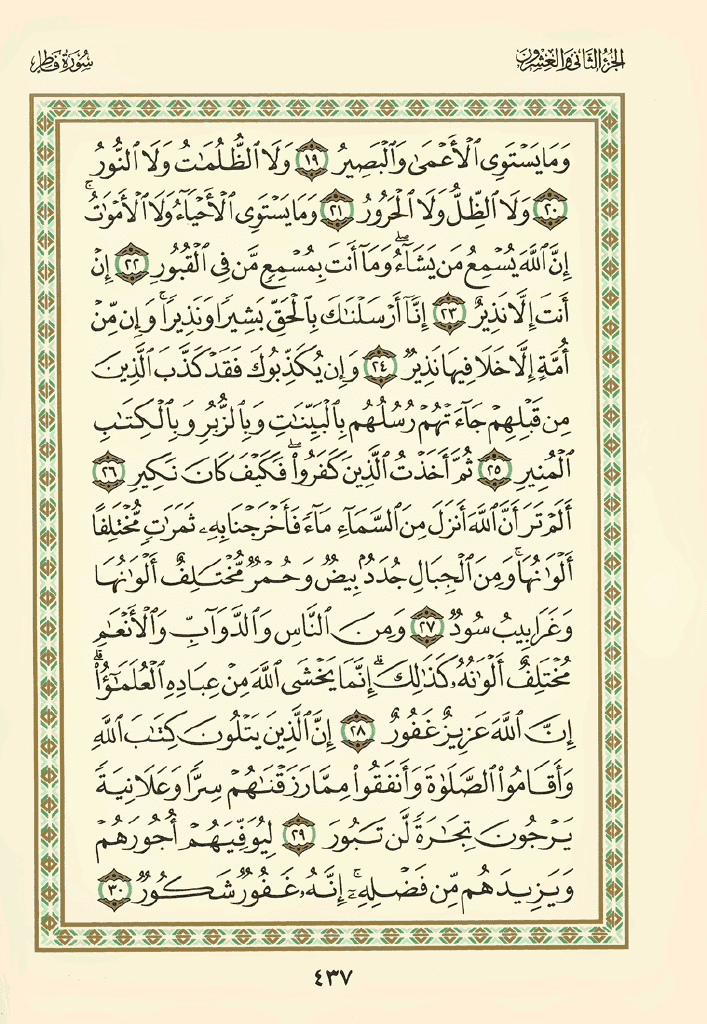 الجزء الثاني والعشرون
سورة فاطر
وَمَا يَسْتَوِى ٱلْأَعْمَىٰ وَٱلْبَصِيرُ ١٩ وَلَا ٱلظُّلُمَٰتُ وَلَا ٱلنُّورُ
٢٠ وَلَا ٱلظِّلُّ وَلَا ٱلْحَرُورُ ٢١ وَمَا يَسْتَوِى ٱلْأَحْيَآءُ وَلَا ٱلْأَمْوَٰتُ ۚ
إِنَّ ٱللَّهَ يُسْمِعُ مَن يَشَآءُ ۖ وَمَآ أَنتَ بِمُسْمِعٍ مَّن فِى ٱلْقُبُورِ ٢٢ إِنْ
أَنتَ إِلَّا نَذِيرٌ ٢٣ إِنَّآ أَرْسَلْنَٰكَ بِٱلْحَقِّ بَشِيرًا وَنَذِيرًا ۚ وَإِن مِّنْ
أُمَّةٍ إِلَّا خَلَا فِيهَا نَذِيرٌ ٢٤ وَإِن يُكَذِّبُوكَ فَقَدْ كَذَّبَ ٱلَّذِينَ
مِن قَبْلِهِمْ جَآءَتْهُمْ رُسُلُهُم بِٱلْبَيِّنَٰتِ وَبِٱلزُّبُرِ وَبِٱلْكِتَٰبِ
ٱلْمُنِيرِ ٢٥ ثُمَّ أَخَذْتُ ٱلَّذِينَ كَفَرُوا۟ ۖ فَكَيْفَ كَانَ نَكِيرِ ٢٦
أَلَمْ تَرَ أَنَّ ٱللَّهَ أَنزَلَ مِنَ ٱلسَّمَآءِ مَآءً فَأَخْرَجْنَا بِهِۦ ثَمَرَٰتٍ مُّخْتَلِفًا
أَلْوَٰنُهَا ۚ وَمِنَ ٱلْجِبَالِ جُدَدٌۢ بِيضٌ وَحُمْرٌ مُّخْتَلِفٌ أَلْوَٰنُهَا
وَغَرَابِيبُ سُودٌ ٢٧ وَمِنَ ٱلنَّاسِ وَٱلدَّوَآبِّ وَٱلْأَنْعَٰمِ
مُخْتَلِفٌ أَلْوَٰنُهُۥ كَذَٰلِكَ ۗ إِنَّمَا يَخْشَى ٱللَّهَ مِنْ عِبَادِهِ ٱلْعُلَمَٰٓؤُا۟ ۗ
إِنَّ ٱللَّهَ عَزِيزٌ غَفُورٌ ٢٨ إِنَّ ٱلَّذِينَ يَتْلُونَ كِتَٰبَ ٱللَّهِ
وَأَقَامُوا۟ ٱلصَّلَوٰةَ وَأَنفَقُوا۟ مِمَّا رَزَقْنَٰهُمْ سِرًّا وَعَلَانِيَةً
يَرْجُونَ تِجَٰرَةً لَّن تَبُورَ ٢٩ لِيُوَفِّيَهُمْ أُجُورَهُمْ
وَيَزِيدَهُم مِّن فَضْلِهِۦٓ ۚ إِنَّهُۥ غَفُورٌ شَكُورٌ ٣٠
٤٣٧